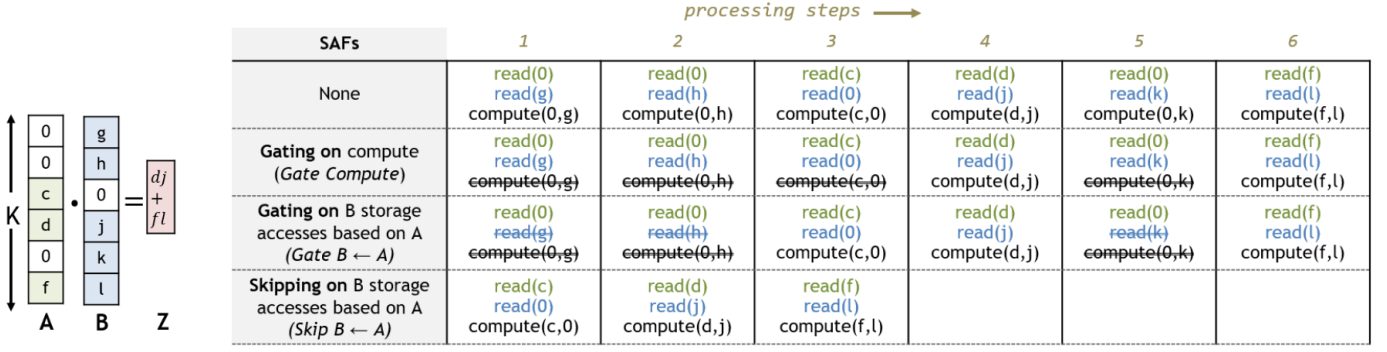 processing steps
SAFs 1 2 3 4 5 6
read(0) read(0) read(c) read(d) read(0) read(f)
None read(g) read(h) read(0) read(j) read(k) read(l)
compute(0,g) compute(0,h) compute(c,0) compute(d,j) compute(0,k) compute(f,l)
read(0) read(0) read(c) read(d) read(0) read(f)
Gating on compute read(g) read(h) read(0) read(j) read(k) read(l)
(Gate Compute) compute(0,g) compute(0,h) compute(c,0) compute(d,j) compute(0,k) compute(f,l)
Gating on B storage read(0) read(0) read(c) read(d) read(0) read(f)
accesses based on A read(g) read(h) read(0) read(j) read(k) read(l)
(Gate B ← A) compute(0,g) compute(0,h) compute(c,0) compute(d,j) compute(0,k) compute(f,l)
Skipping on B storage read(c) read(d) read(f)
accesses based on A read(0) read(j) read(l)
(Skip B ← A) compute(c,0) compute(d,j) compute(f,l)
K
0 g
0 h
c 0
d j
0 k
f l
· =
dj
+
fl
A B Z